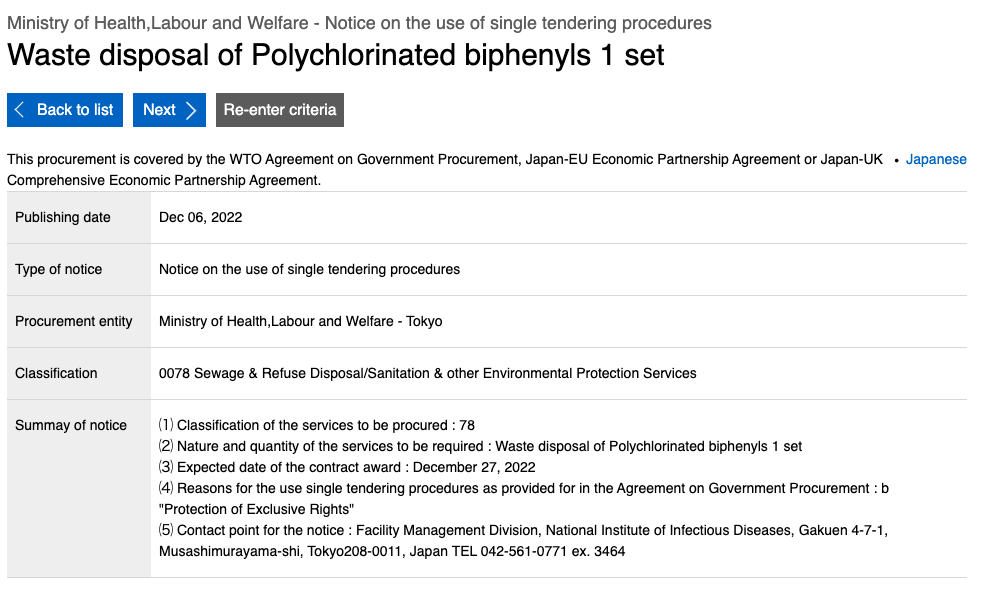 Ministry of Health,Labour and Welfare - Notice on the use of single tendering procedures
Waste disposal of Polychlorinated biphenyls 1 set
Back to list
Next
Re-enter criteria
This procurement is covered by the WTO Agreement on Government Procurement, Japan-EU Economic Partnership Agreement or Japan-UK
Comprehensive Economic Partnership Agreement.
• Japanese
Publishing date
Dec 06, 2022
Type of notice
Notice on the use of single tendering procedures
Procurement entity
Ministry of Health,Labour and Welfare - Tokyo
Classification
0078 Sewage & Refuse Disposal/Sanitation & other Environmental Protection Services
Summay of notice
⑴ Classification of the services to be procured : 78
⑵ Nature and quantity of the services to be required : Waste disposal of Polychlorinated biphenyls 1 set
⑶ Expected date of the contract award : December 27, 2022
⑷ Reasons for the use single tendering procedures as provided for in the Agreement on Government Procurement : b
"Protection of Exclusive Rights"
⑸ Contact point for the notice : Facility Management Division, National Institute of Infectious Diseases, Gakuen 4-7-1,
Musashimurayama-shi, Tokyo208-0011, Japan TEL 042-561-0771 ex. 3464